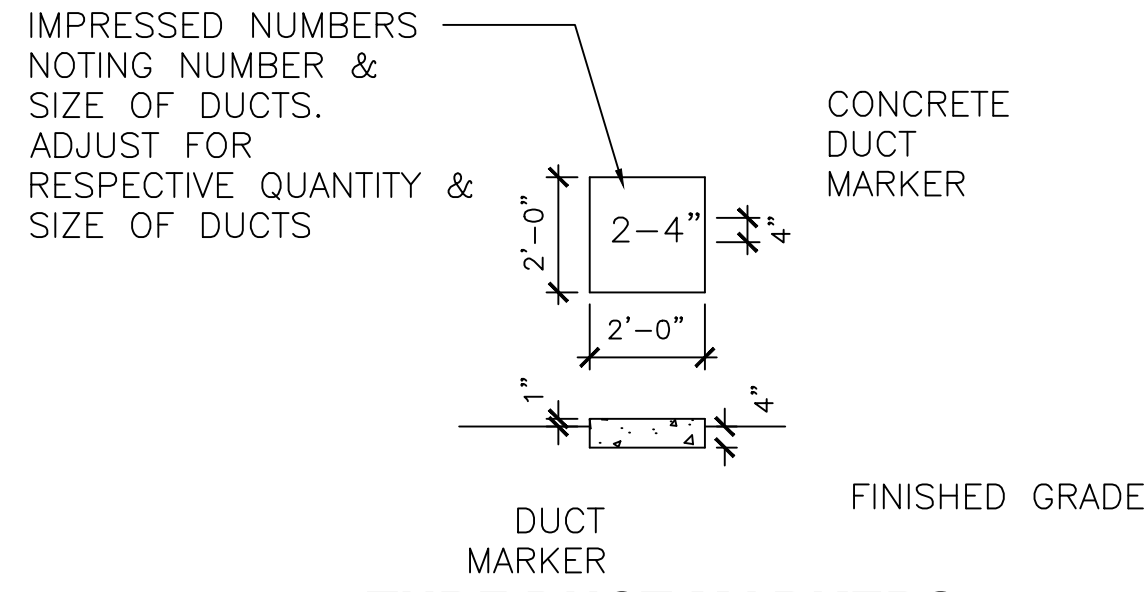 IMPRESSED NUMBERS
NOTING NUMBER &
SIZE OF DUCTS.
ADJUST FOR
RESPECTIVE QUANTITY &
SIZE OF DUCTS
CONCRETE
DUCT
MARKER
2'-0"
2-4"
4"
2'-0"
1"
4"
FINISHED GRADE
DUCT
MARKER